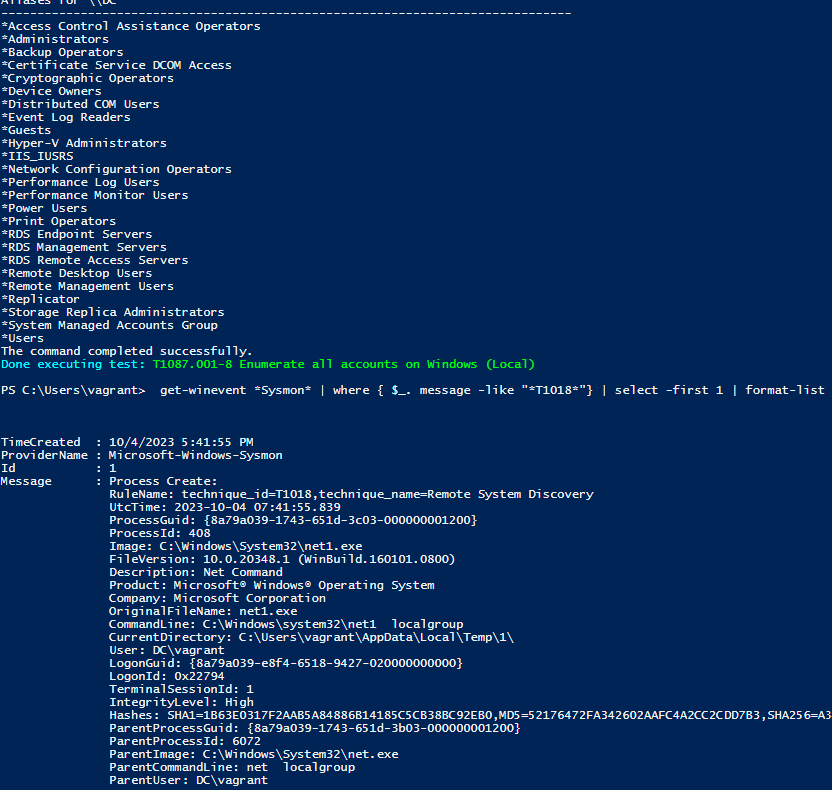 Aliases for \\DC
-------------------------------------------------------------------------------
*Access Control Assistance Operators
*Administrators
*Backup Operators
*Certificate Service DCOM Access
*Cryptographic Operators
*Device Owners
*Distributed COM Users
*Event Log Readers
*Guests
*Hyper-V Administrators
*IIS_IUSRS
*Network Configuration Operators
*Performance Log Users
*Performance Monitor Users
*Power Users
*Print Operators
*RDS Endpoint Servers
*RDS Management Servers
*RDS Remote Access Servers
*Remote Desktop Users
*Remote Management Users
*Replicator
*Storage Replica Administrators
*System Managed Accounts Group
*Users
The command completed successfully.
Done executing test: T1087.001-8 Enumerate all accounts on Windows (Local)
PS C:\Users\vagrant>  get-winevent *Sysmon* | where { $_. message -like "*T1018*"} | select -first 1 | format-list
TimeCreated  : 10/4/2023 5:41:55 PM
ProviderName : Microsoft-Windows-Sysmon
Id           : 1
Message      : Process Create:
RuleName: technique_id=T1018,technique_name=Remote System Discovery
UtcTime: 2023-10-04 07:41:55.839
ProcessGuid: {8a79a039-1743-651d-3c03-000000001200}
ProcessId: 408
Image: C:\Windows\System32\net1.exe
FileVersion: 10.0.20348.1 (WinBuild.160101.0800)
Description: Net Command
Product: Microsoft® Windows® Operating System
Company: Microsoft Corporation
OriginalFileName: net1.exe
CommandLine: C:\Windows\system32\net1  localgroup
CurrentDirectory: C:\Users\vagrant\AppData\Local\Temp\1\
User: DC\vagrant
LogonGuid: {8a79a039-e8f4-6518-9427-020000000000}
LogonId: 0x22794
TerminalSessionId: 1
IntegrityLevel: High
Hashes: SHA1=1B63E0317F2AAB5A84886B14185C5CB38BC92EB0,MD5=52176472FA342602AAFC4A2CC2CDD7B3,SHA256=A3
ParentProcessGuid: {8a79a039-1743-651d-3b03-000000001200}
ParentProcessId: 6072
ParentImage: C:\Windows\System32\net.exe
ParentCommandLine: net  localgroup
ParentUser: DC\vagrant